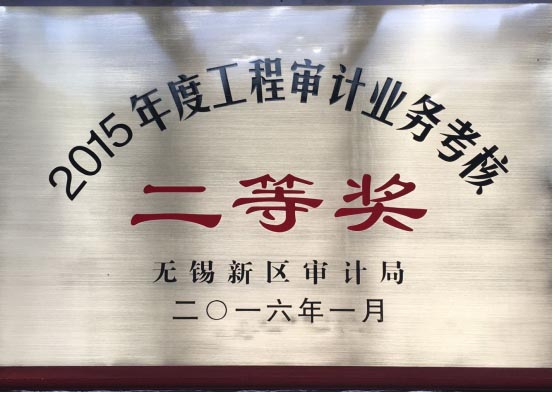 2015年度工程审计业务考核
二等奖
无锡新区审计局
二〇一六年一月